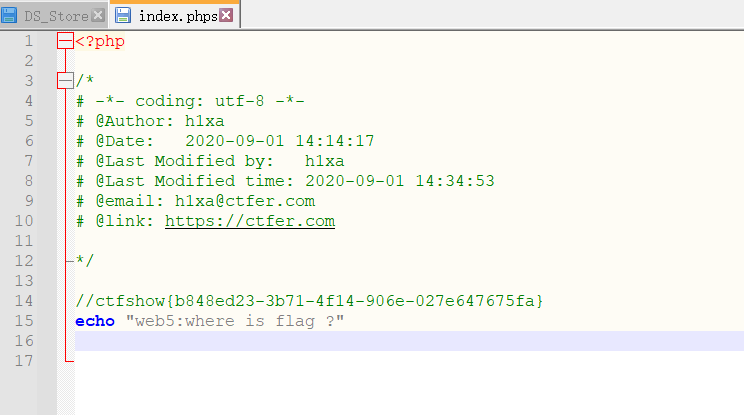 DS_Store index.phps
1 <?php
2
3 /*
4 # -*- coding: utf-8 -*-
5 # @Author: h1xa
6 # @Date:   2020-09-01 14:14:17
7 # @Last Modified by:   h1xa
8 # @Last Modified time: 2020-09-01 14:34:53
9 # @email: h1xa@ctfer.com
10 # @link: https://ctfer.com
11
12 */
13
14 //ctfshow{b848ed23-3b71-4f14-906e-027e647675fa}
15 echo "web5:where is flag ?"
16
17